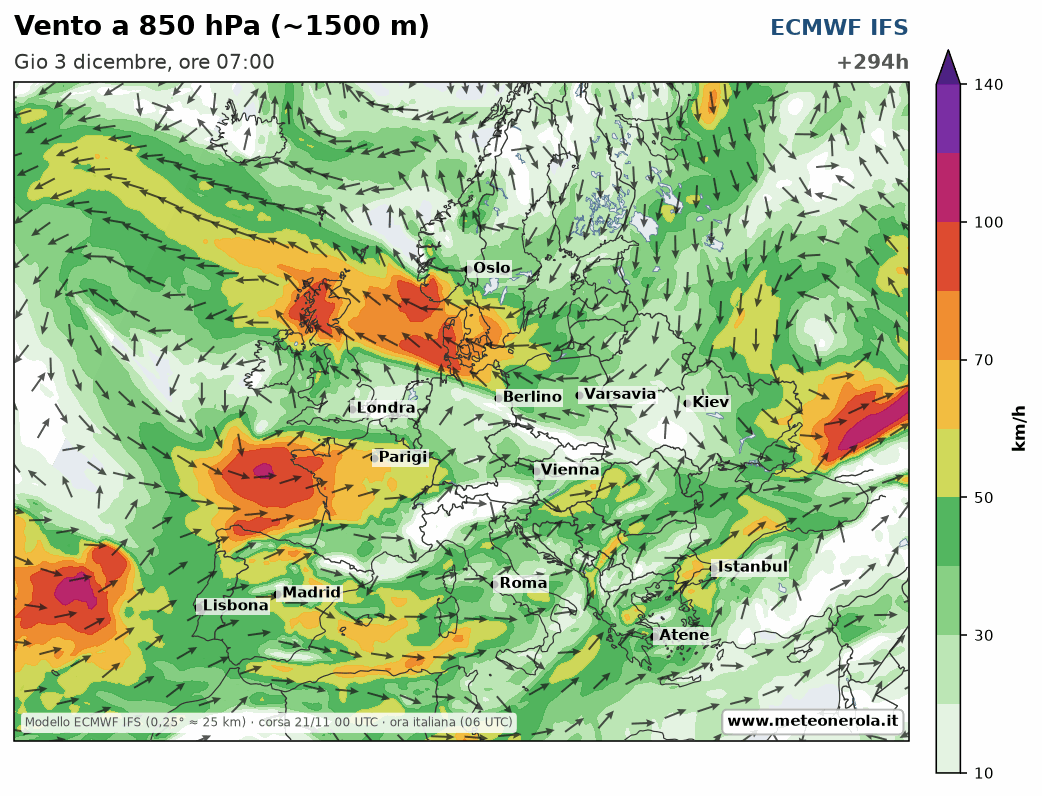 Vento a 850 hPa (~1500 m)
ECMWF IFS
Gio 3 dicembre, ore 07:00
+294h
140
100
70
50
30
10
km/h
Oslo
Londra
Berlino
Varsavia
Kiev
Parigi
Vienna
Roma
Istanbul
Madrid
Lisbona
Atene
Modello ECMWF IFS (0,25° ≈ 25 km) · corsa 21/11 00 UTC · ora italiana (06 UTC)
www.meteonerola.it